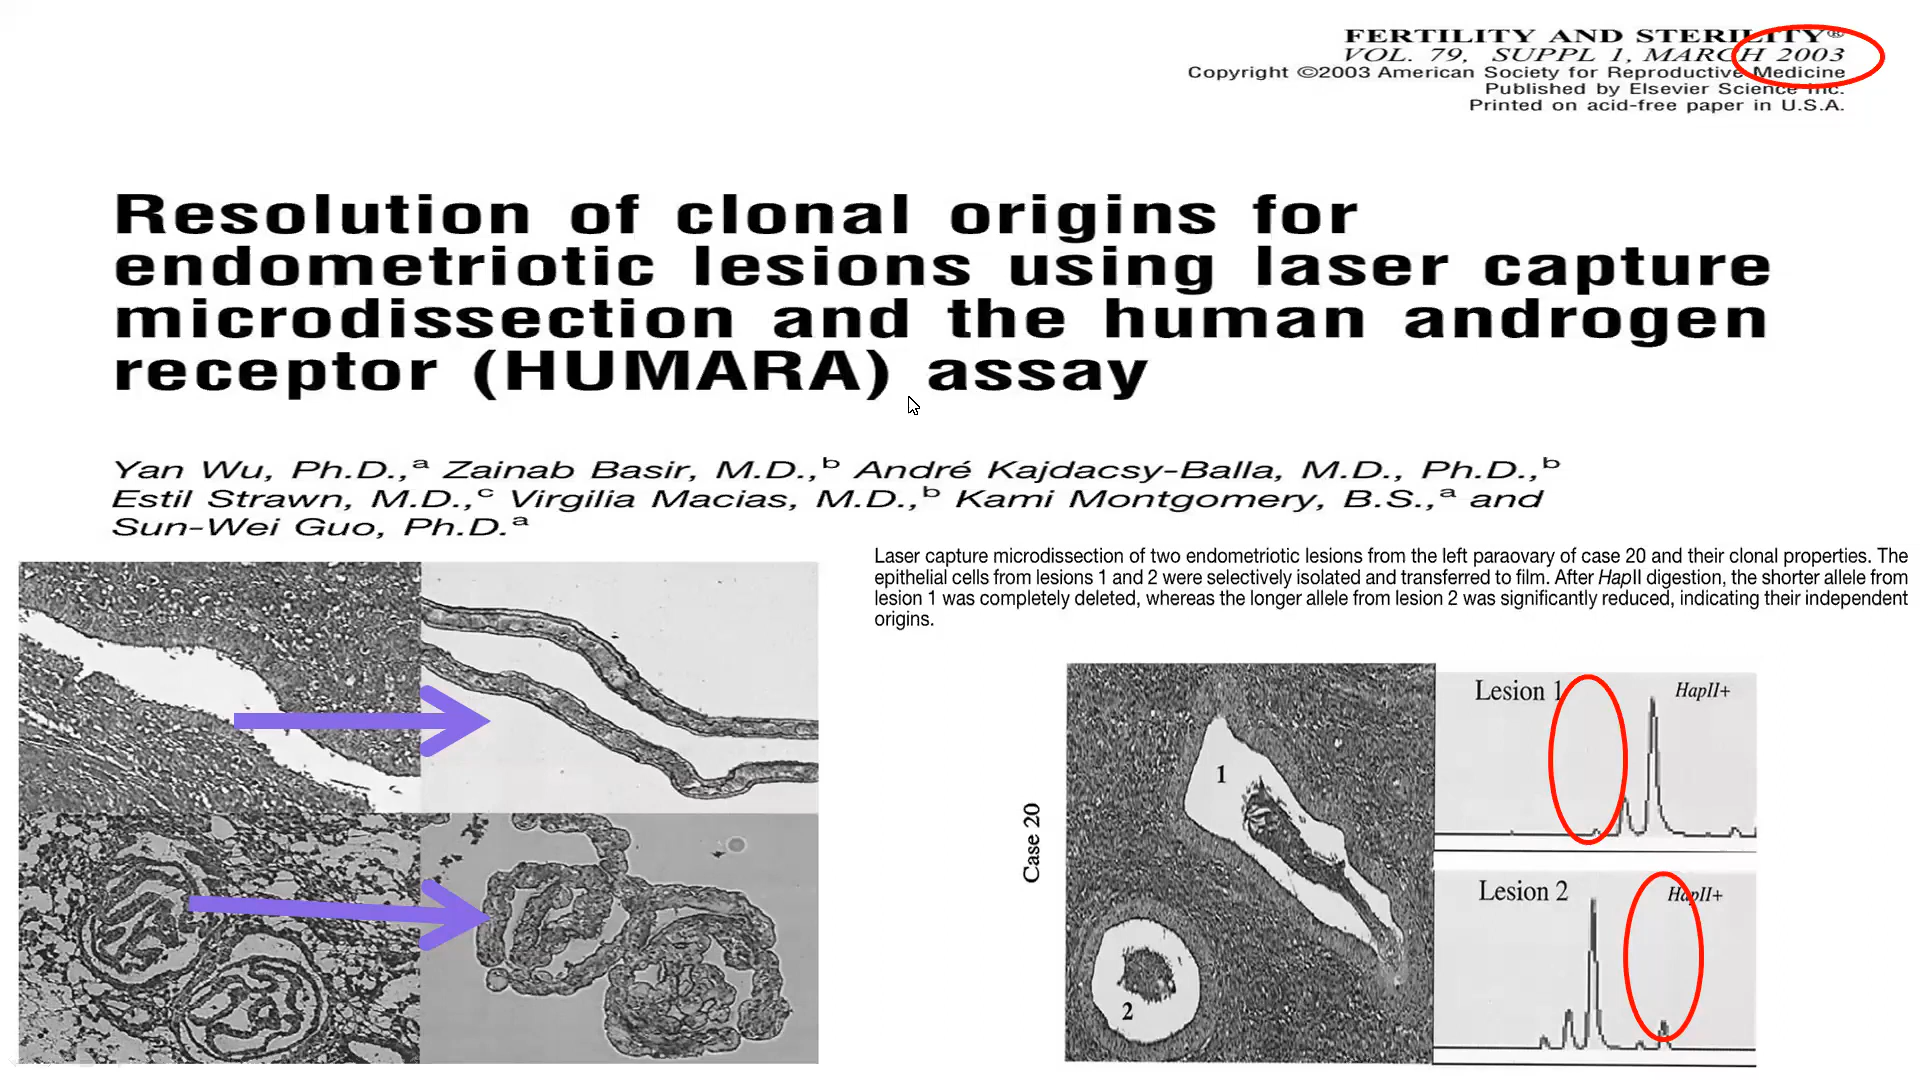 FERTILITY AND STERILITY®
VOL. 79, SUPPL 1, MARCH 2003
Copyright ©2003 American Society for Reproductive Medicine
Published by Elsevier Science Inc.
Printed on acid-free paper in U.S.A.
Resolution of clonal origins for
endometriotic lesions using laser capture
microdissection and the human androgen
receptor (HUMARA) assay
Yan Wu, Ph.D.,a Zainab Basir, M.D.,b André Kajdacsy-Balla, M.D., Ph.D.,b
Estil Strawn, M.D.,c Virgilia Macias, M.D.,b Kami Montgomery, B.S.,a and
Sun-Wei Guo, Ph.D.a
Laser capture microdissection of two endometriotic lesions from the left paraovary of case 20 and their clonal properties. The
epithelial cells from lesions 1 and 2 were selectively isolated and transferred to film. After HapII digestion, the shorter allele from
lesion 1 was completely deleted, whereas the longer allele from lesion 2 was significantly reduced, indicating their independent
origins.
Case 20
1
2
Lesion 1
HapII+
Lesion 2
HapII+